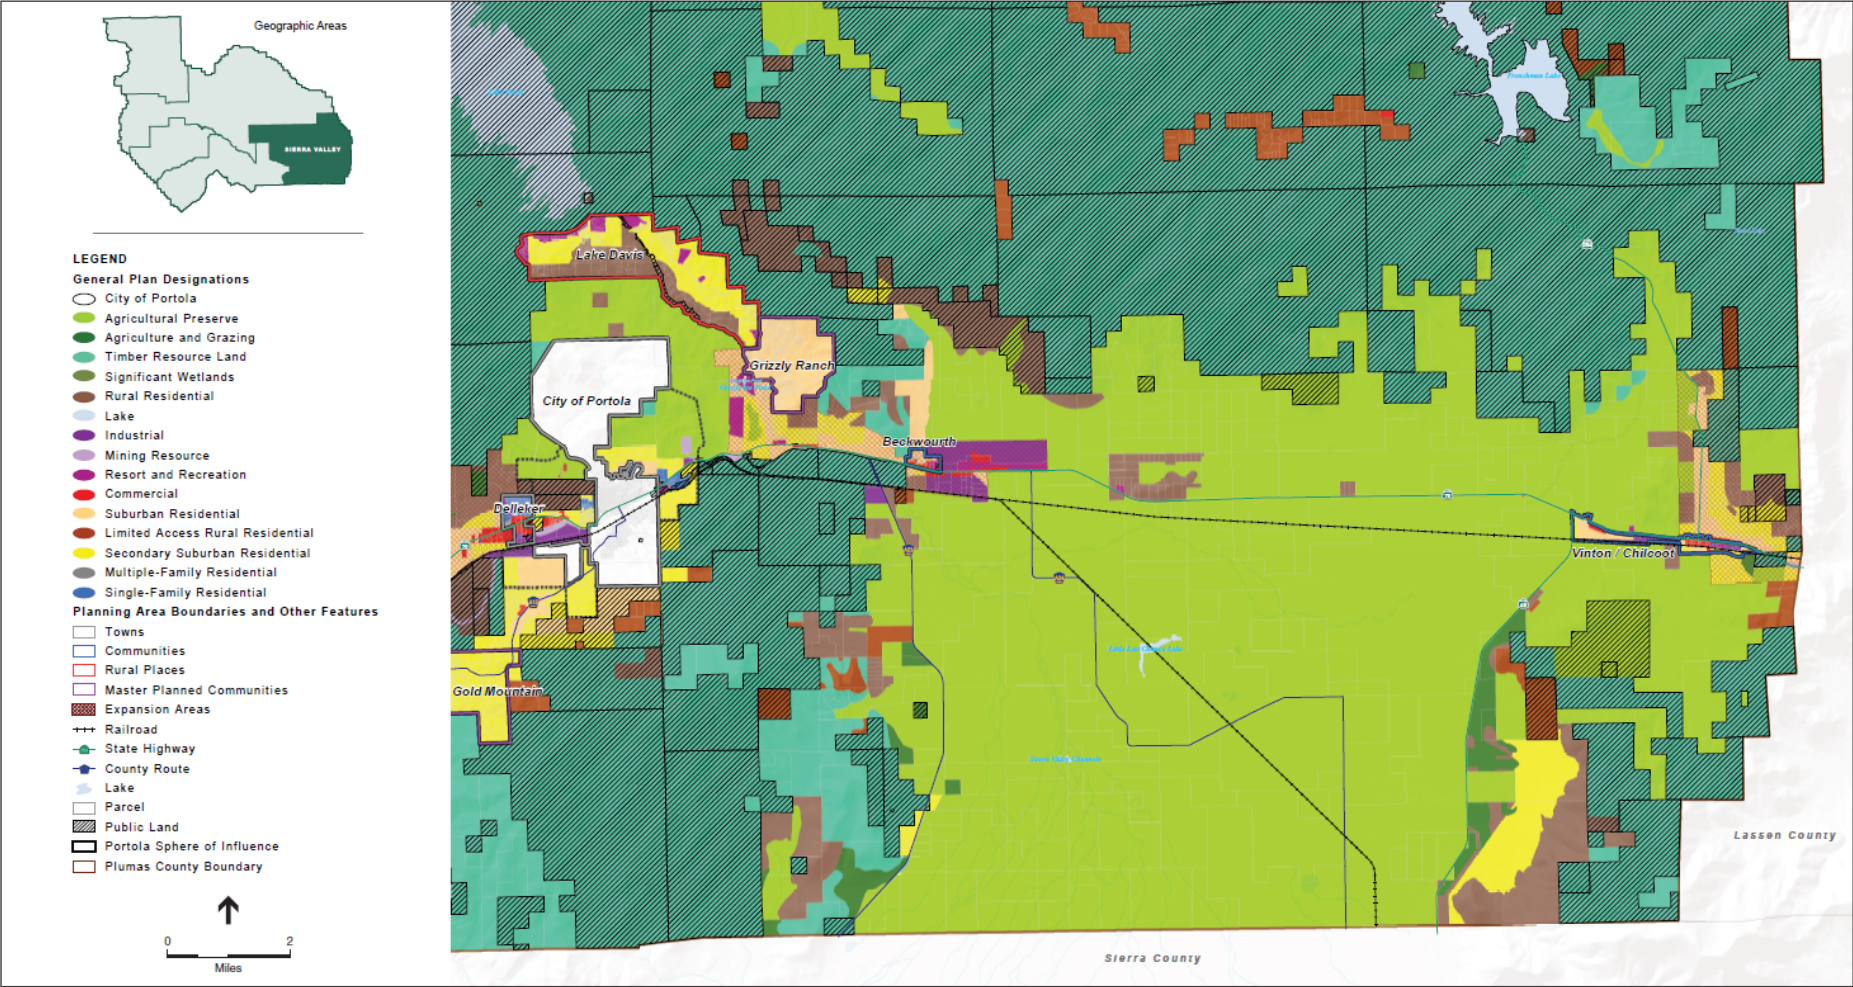 Geographic Areas
SIERRA VALLEY
LEGEND
General Plan Designations
City of Portola
Agricultural Preserve
Agriculture and Grazing
Timber Resource Land
Significant Wetlands
Rural Residential
Lake
Industrial
Mining Resource
Resort and Recreation
Commercial
Suburban Residential
Limited Access Rural Residential
Secondary Suburban Residential
Multiple-Family Residential
Single-Family Residential
Planning Area Boundaries and Other Features
Towns
Communities
Rural Places
Master Planned Communities
Expansion Areas
Railroad
State Highway
County Route
Lake
Parcel
Public Land
Portola Sphere of Influence
Plumas County Boundary
0 2
Miles
Frenchman Lake
Lake Davis
Grizzly Ranch
City of Portola
Beckwourth
Delleker
Vinton / Chilcoot
Gold Mountain
Lassen County
Sierra County